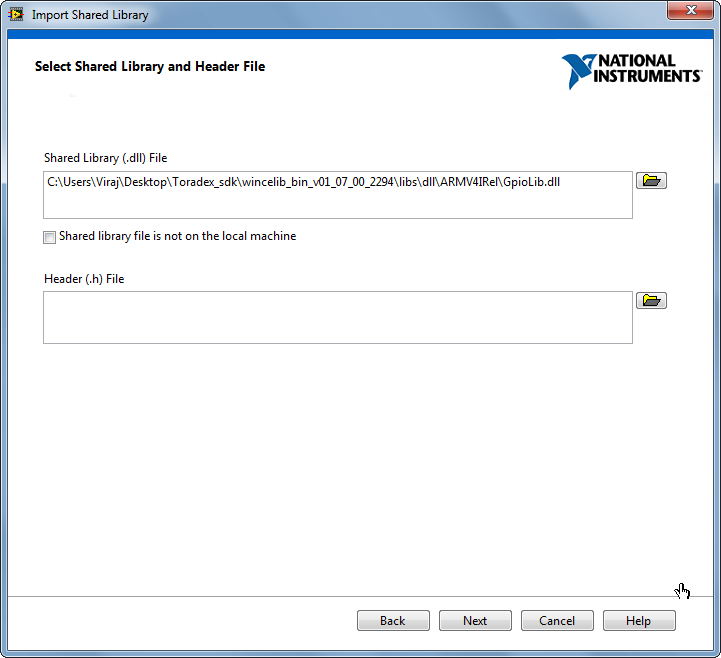 Import Shared Library
Select Shared Library and Header File
NATIONAL
INSTRUMENTS
Shared Library (.dll) File
C:\Users\Viraj\Desktop\Toradex_sdk\wincelib_bin_v01_07_00_2294\libs\dll\ARMV4IRel\GpioLib.dll
Shared library file is not on the local machine
Header (.h) File
Back Next Cancel Help